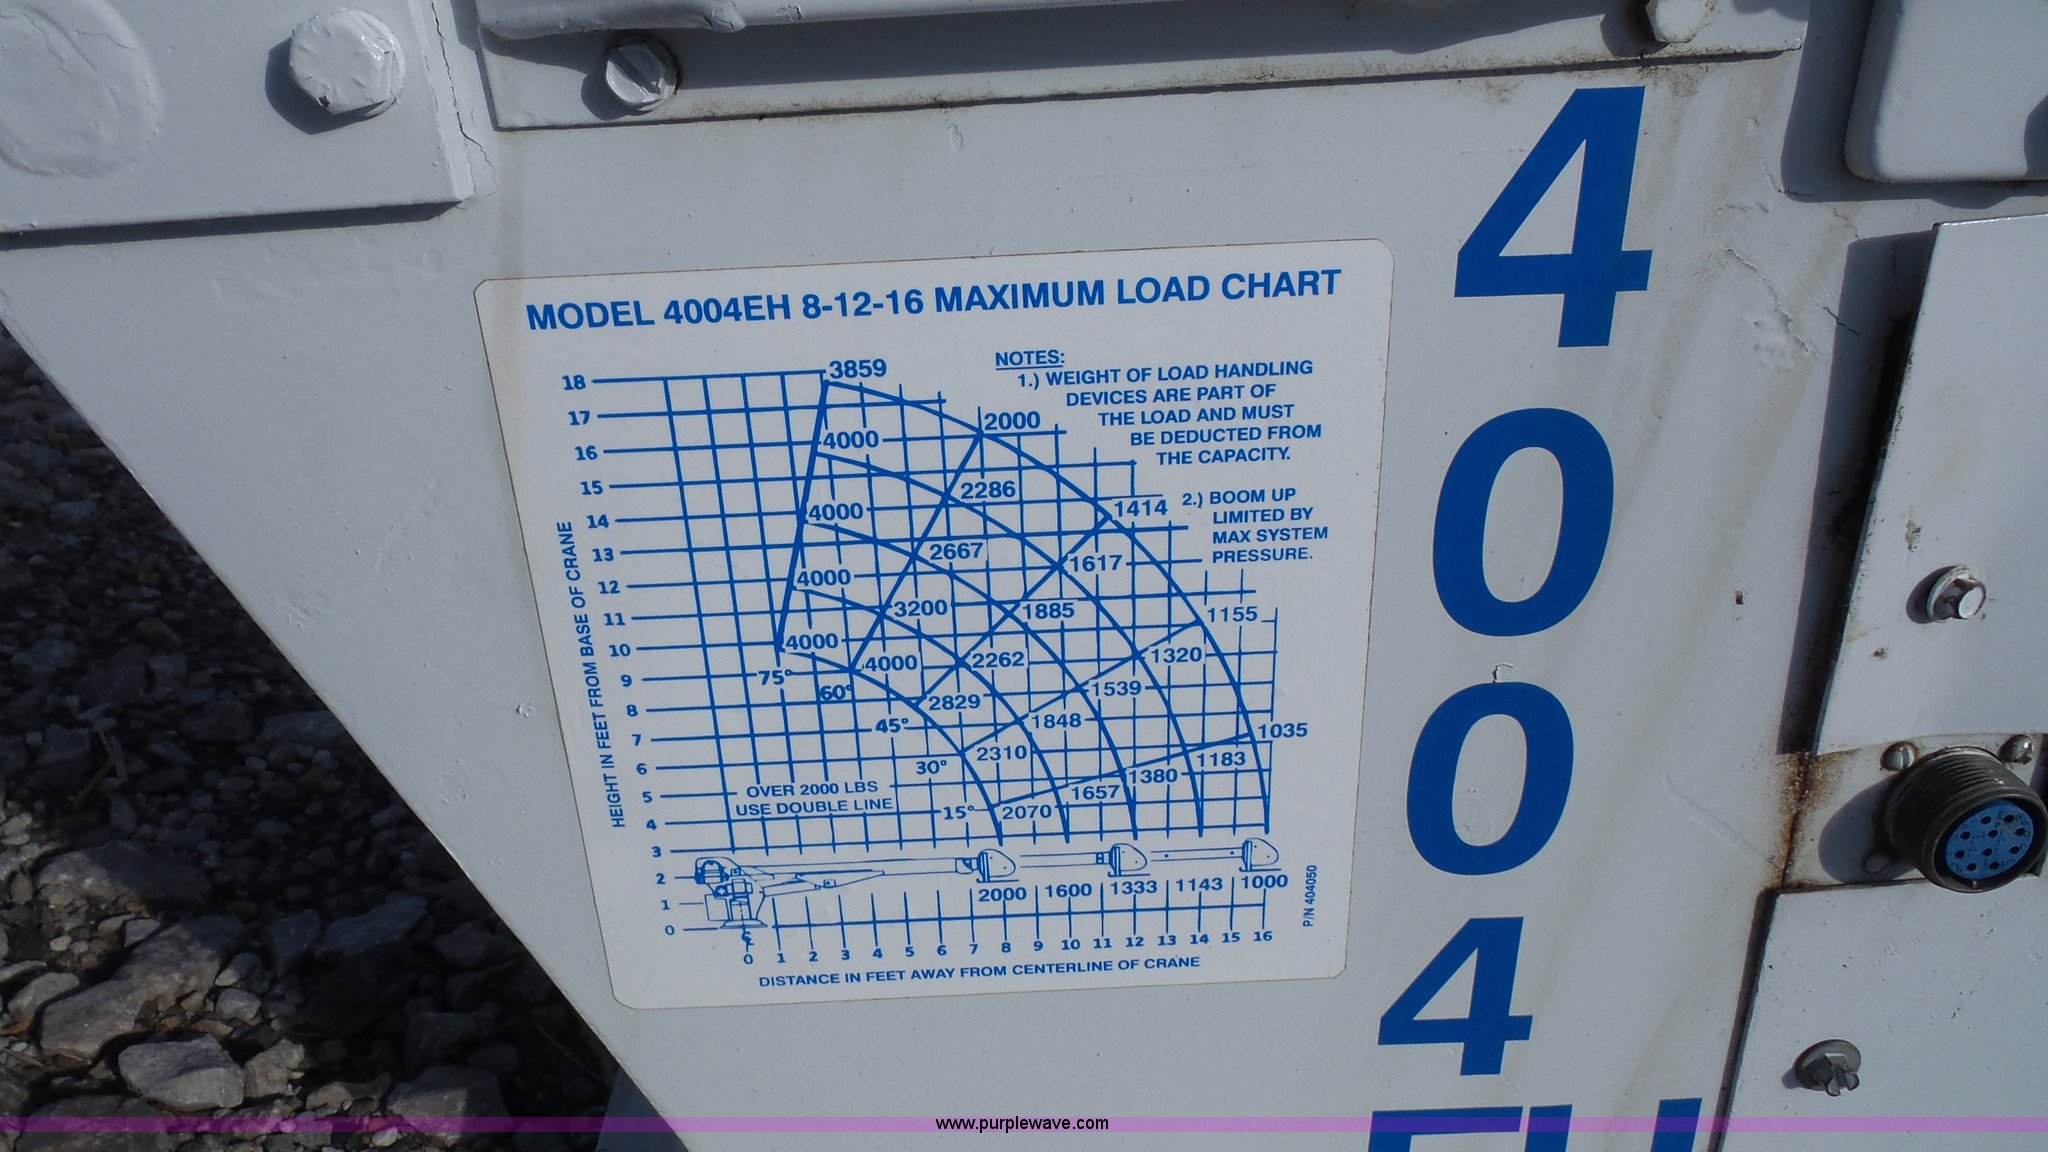 MODEL 4004EH 8-12-16 MAXIMUM LOAD CHART
NOTES:
1.) WEIGHT OF LOAD HANDLING
DEVICES ARE PART OF
THE LOAD AND MUST
BE DEDUCTED FROM
THE CAPACITY.
2.) BOOM UP
LIMITED BY
MAX SYSTEM
PRESSURE.
HEIGHT IN FEET FROM BASE OF CRANE
18
17
16
15
14
13
12
11
10
9
8
7
6
5
4
3
2
1
0
3859
4000 2000
4000 2286 1414
4000 2667 1617
4000 3200 1885 1155
4000 2262 1320
2829 1539
2310 1848 1035
2070 1657 1380 1183
75°
60°
45°
30°
15°
OVER 2000 LBS
USE DOUBLE LINE
2000 1600 1333 1143 1000
℄
0 1 2 3 4 5 6 7 8 9 10 11 12 13 14 15 16
DISTANCE IN FEET AWAY FROM CENTERLINE OF CRANE
P/N 404050
4
0
0
4
EH
www.purplewave.com